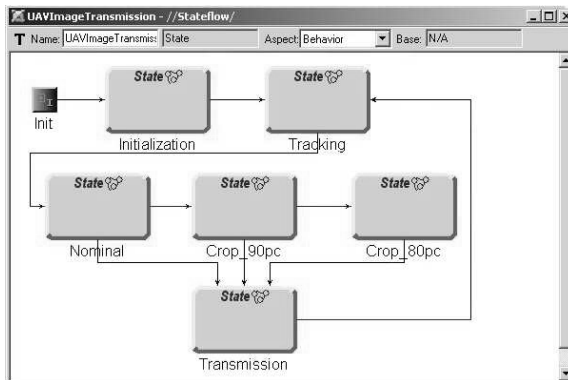 UAVImageTransmission - //Stateflow/
T Name: UAVImageTransmis: State Aspect: Behavior Base: N/A
State State
Init
Initialization Tracking
State State State
Nominal Crop_90pc Crop_80pc
State
Transmission